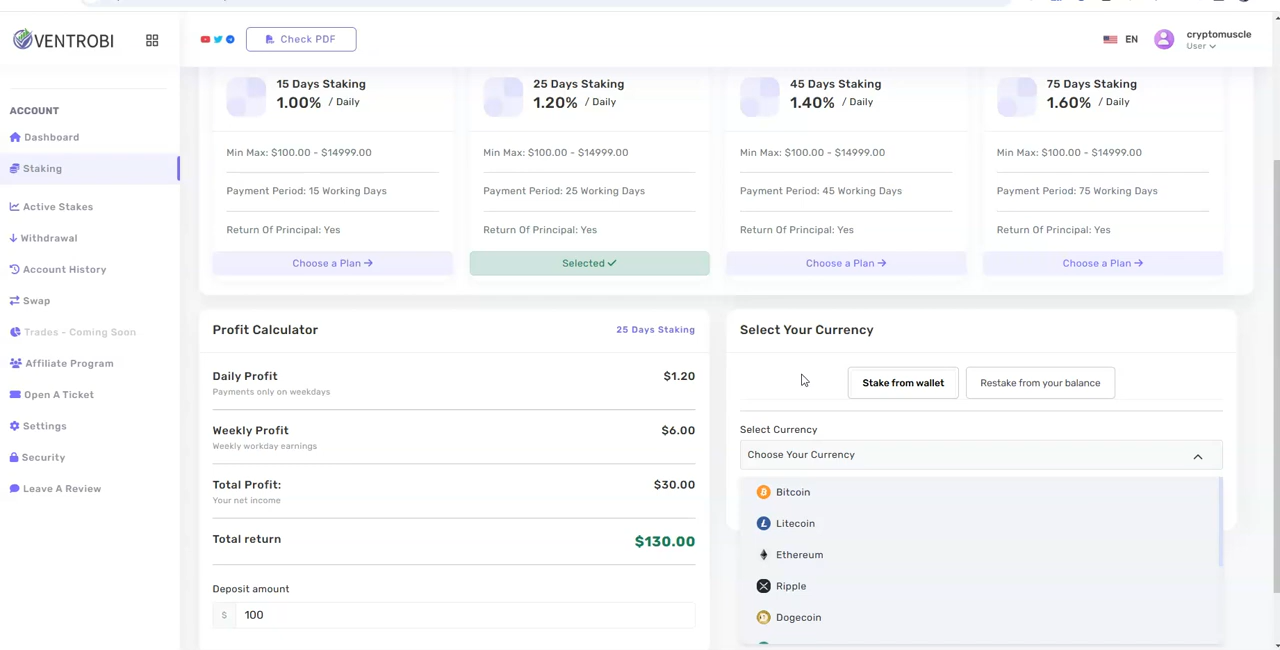 VENTROBI
Check PDF
EN
cryptomuscle
User
ACCOUNT
Dashboard
Staking
Active Stakes
Withdrawal
Account History
Swap
Trades - Coming Soon
Affiliate Program
Open A Ticket
Settings
Security
Leave A Review
15 Days Staking
1.00% / Daily
Min Max: $100.00 - $14999.00
Payment Period: 15 Working Days
Return Of Principal: Yes
Choose a Plan →
25 Days Staking
1.20% / Daily
Min Max: $100.00 - $14999.00
Payment Period: 25 Working Days
Return Of Principal: Yes
Selected ✓
45 Days Staking
1.40% / Daily
Min Max: $100.00 - $14999.00
Payment Period: 45 Working Days
Return Of Principal: Yes
Choose a Plan →
75 Days Staking
1.60% / Daily
Min Max: $100.00 - $14999.00
Payment Period: 75 Working Days
Return Of Principal: Yes
Choose a Plan →
Profit Calculator 25 Days Staking
Daily Profit $1.20
Payments only on weekdays
Weekly Profit $6.00
Weekly workday earnings
Total Profit: $30.00
Your net income
Total return $130.00
Deposit amount
$ 100
Select Your Currency
Stake from wallet
Restake from your balance
Select Currency
Choose Your Currency
Bitcoin
Litecoin
Ethereum
Ripple
Dogecoin